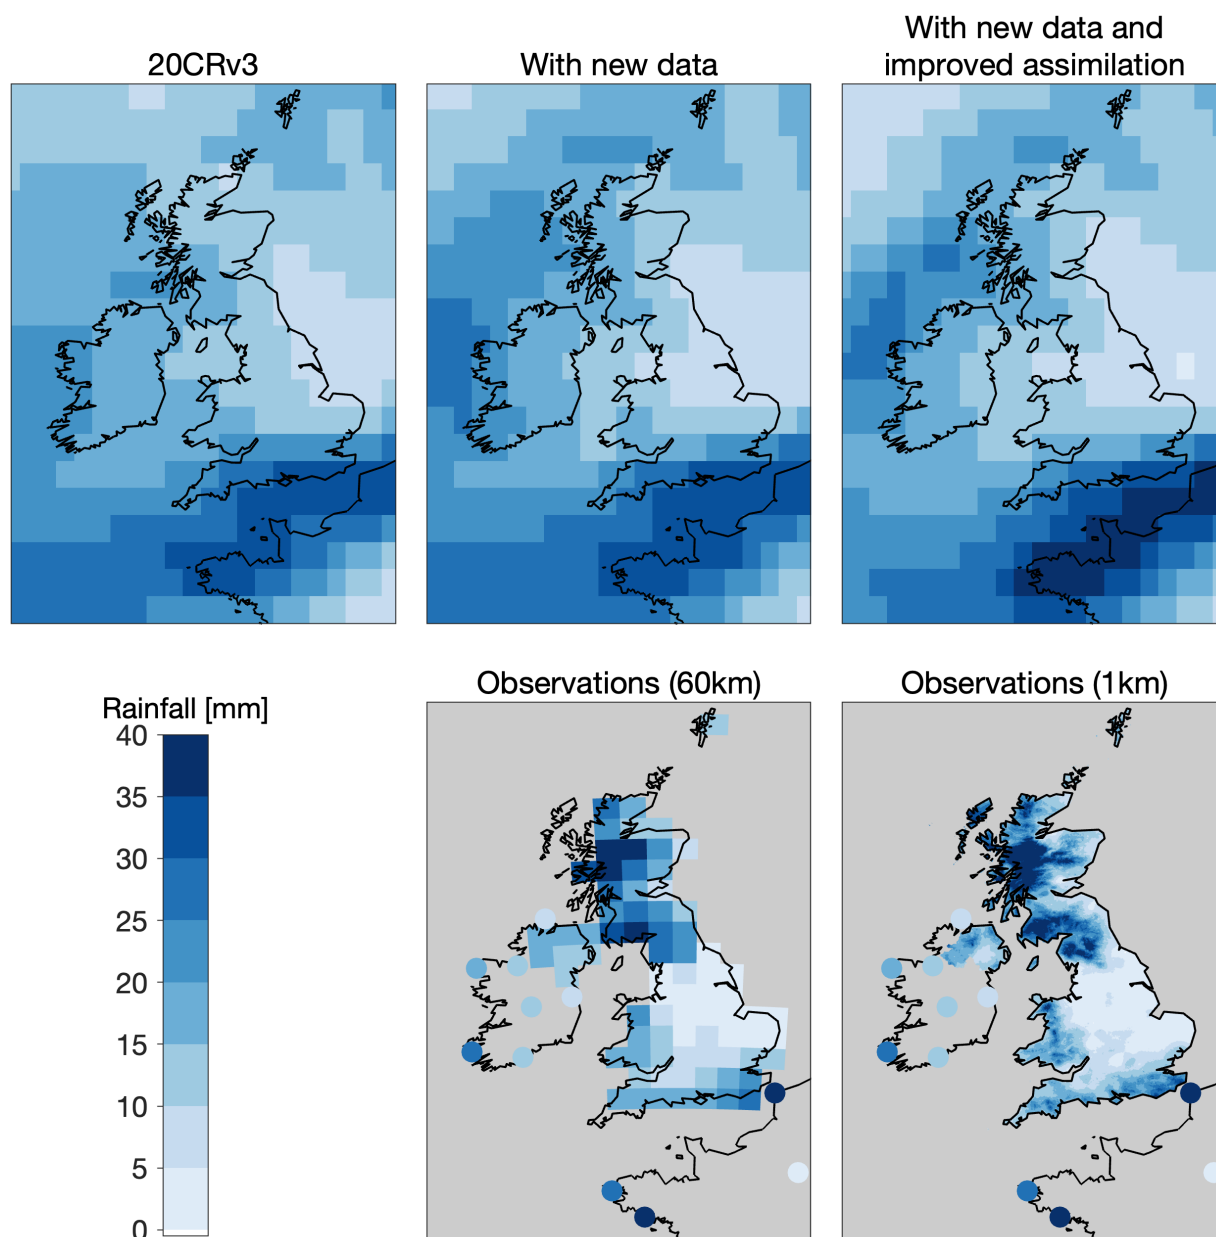 20CRv3
With new data
With new data and
improved assimilation
Rainfall [mm]
40
35
30
25
20
15
10
5
0
Observations (60km)
Observations (1km)